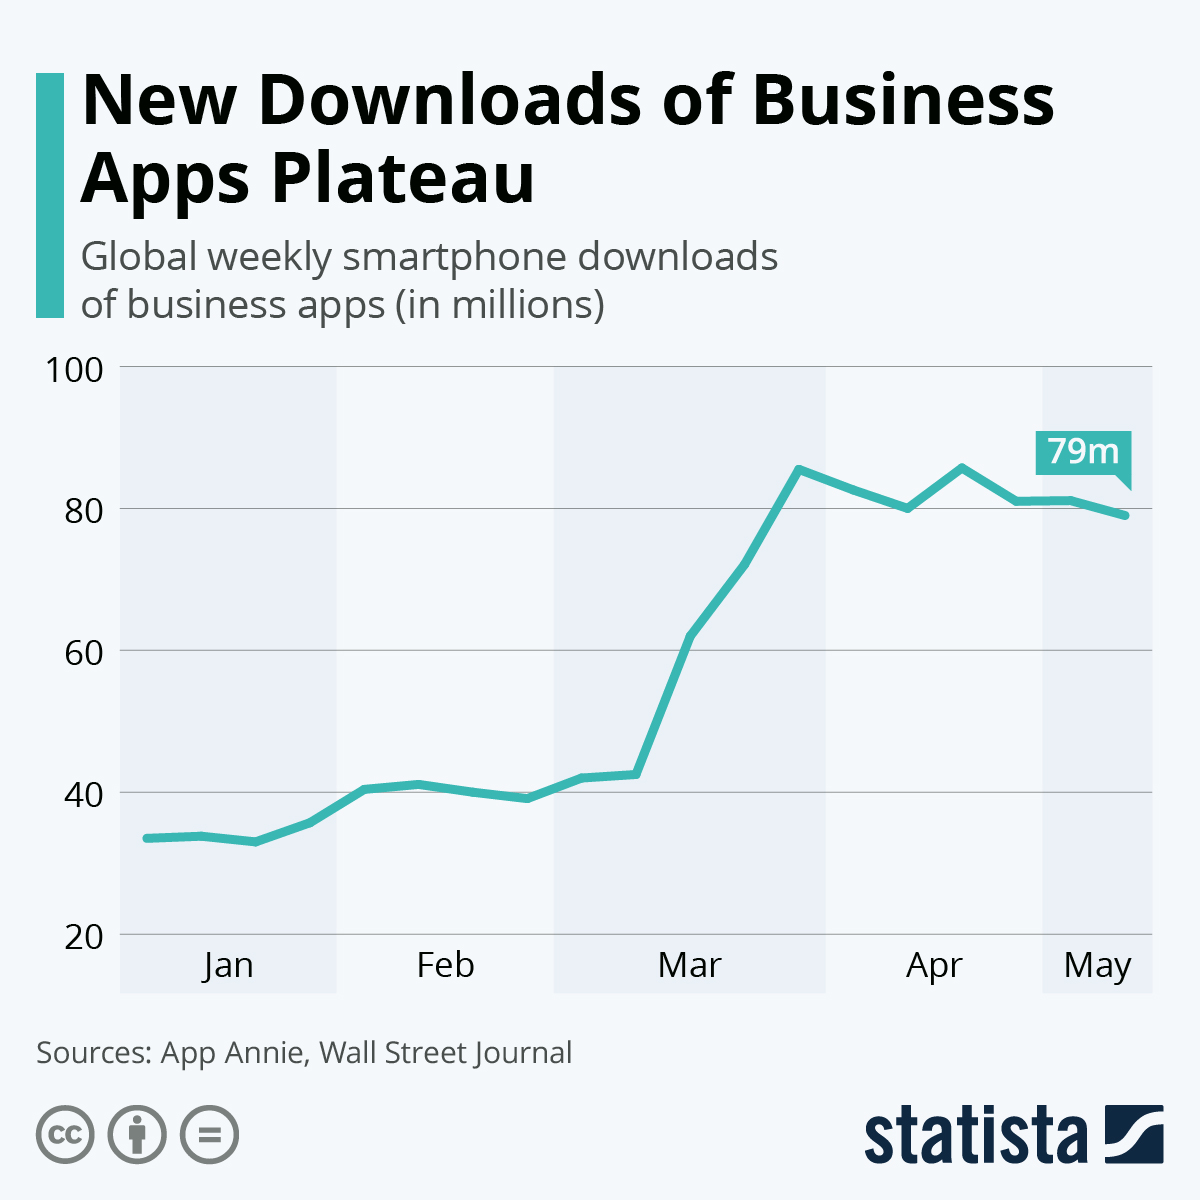 New Downloads of Business
Apps Plateau
Global weekly smartphone downloads
of business apps (in millions)
100
80
60
40
20
79m
Jan Feb Mar Apr May
Sources: App Annie, Wall Street Journal
cc
statista